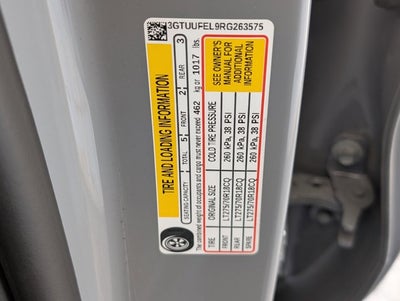 3GTUUFEL9RG263575
TIRE AND LOADING INFORMATION
SEATING CAPACITY TOTAL 5 FRONT 2 REAR 3
The combined weight of occupants and cargo must never exceed 462 kg or 1017 lbs.
TIRE ORIGINAL SIZE COLD TIRE PRESSURE
FRONT LT275/70R18CQ 260 kPa, 38 PSI
REAR LT275/70R18CQ 260 kPa, 38 PSI
SPARE LT275/70R18CQ 260 kPa, 38 PSI
SEE OWNER'S
MANUAL FOR
ADDITIONAL
INFORMATION